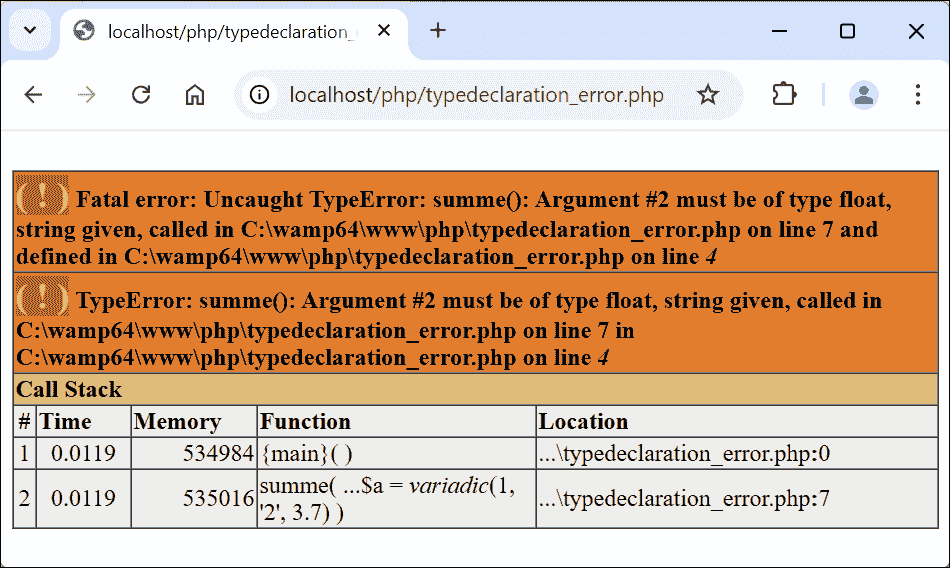 localhost/php/typedeclaration_
localhost/php/typedeclaration_error.php
( ! ) Fatal error: Uncaught TypeError: summe(): Argument #2 must be of type float,
string given, called in C:\wamp64\www\php\typedeclaration_error.php on line 7 and
defined in C:\wamp64\www\php\typedeclaration_error.php on line 4
( ! ) TypeError: summe(): Argument #2 must be of type float, string given, called in
C:\wamp64\www\php\typedeclaration_error.php on line 7 in
C:\wamp64\www\php\typedeclaration_error.php on line 4
Call Stack
# Time Memory Function Location
1 0.0119 534984 {main}( ) ...\typedeclaration_error.php:0
2 0.0119 535016 summe( ...$a = variadic(1, ...\typedeclaration_error.php:7
'2', 3.7) )